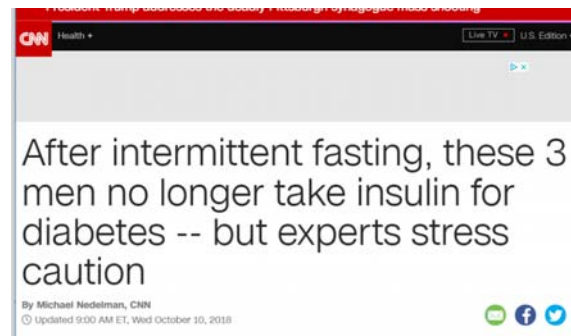 President Trump addresses the deadly Pittsburgh synagogue mass shooting
CNN Health + Live TV U.S. Edition
After intermittent fasting, these 3
men no longer take insulin for
diabetes -- but experts stress
caution
By Michael Nedelman, CNN
Updated 9:00 AM ET, Wed October 10, 2018